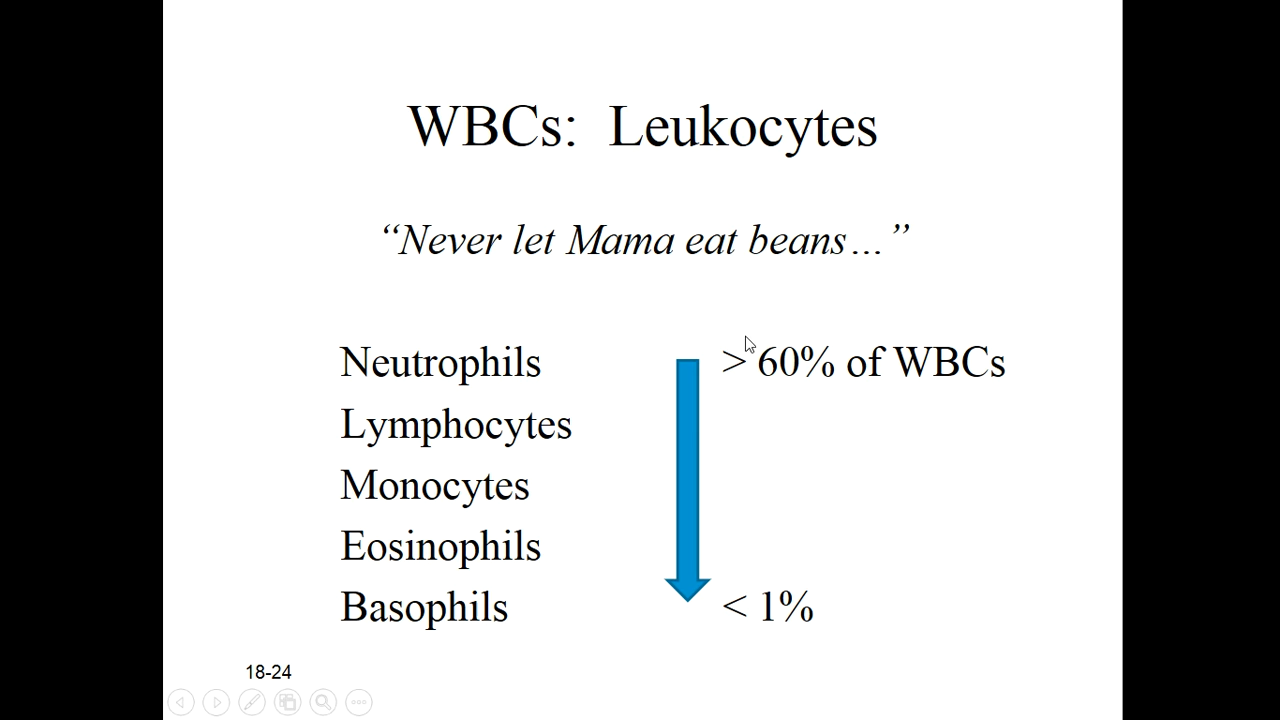 WBCs: Leukocytes
“Never let Mama eat beans…”
Neutrophils > 60% of WBCs
Lymphocytes
Monocytes
Eosinophils
Basophils < 1%
18-24